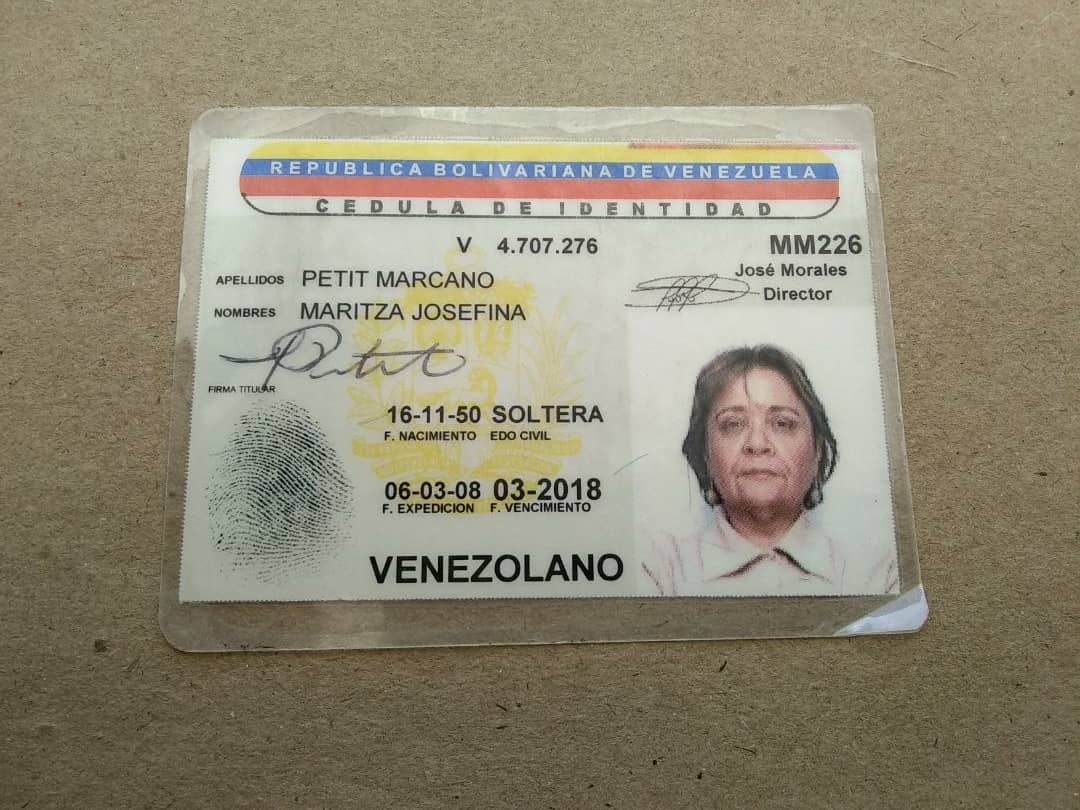 REPUBLICA BOLIVARIANA DE VENEZUELA
CEDULA DE IDENTIDAD
V 4.707.276
MM226
José Morales
Director
APELLIDOS PETIT MARCANO
NOMBRES MARITZA JOSEFINA
Petit
FIRMA TITULAR
16-11-50 SOLTERA
F. NACIMIENTO EDO CIVIL
06-03-08 03-2018
F. EXPEDICION F. VENCIMIENTO
VENEZOLANO